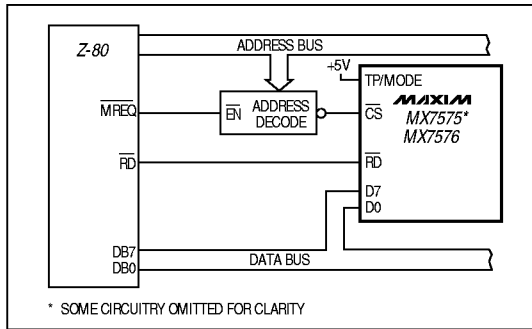 Z-80
ADDRESS BUS
+5V
TP/MODE
MAXIM
MREQ
EN
ADDRESS
DECODE
CS
MX7575*
MX7576
RD
RD
D7
D0
DB7
DB0
DATA BUS
* SOME CIRCUITRY OMITTED FOR CLARITY